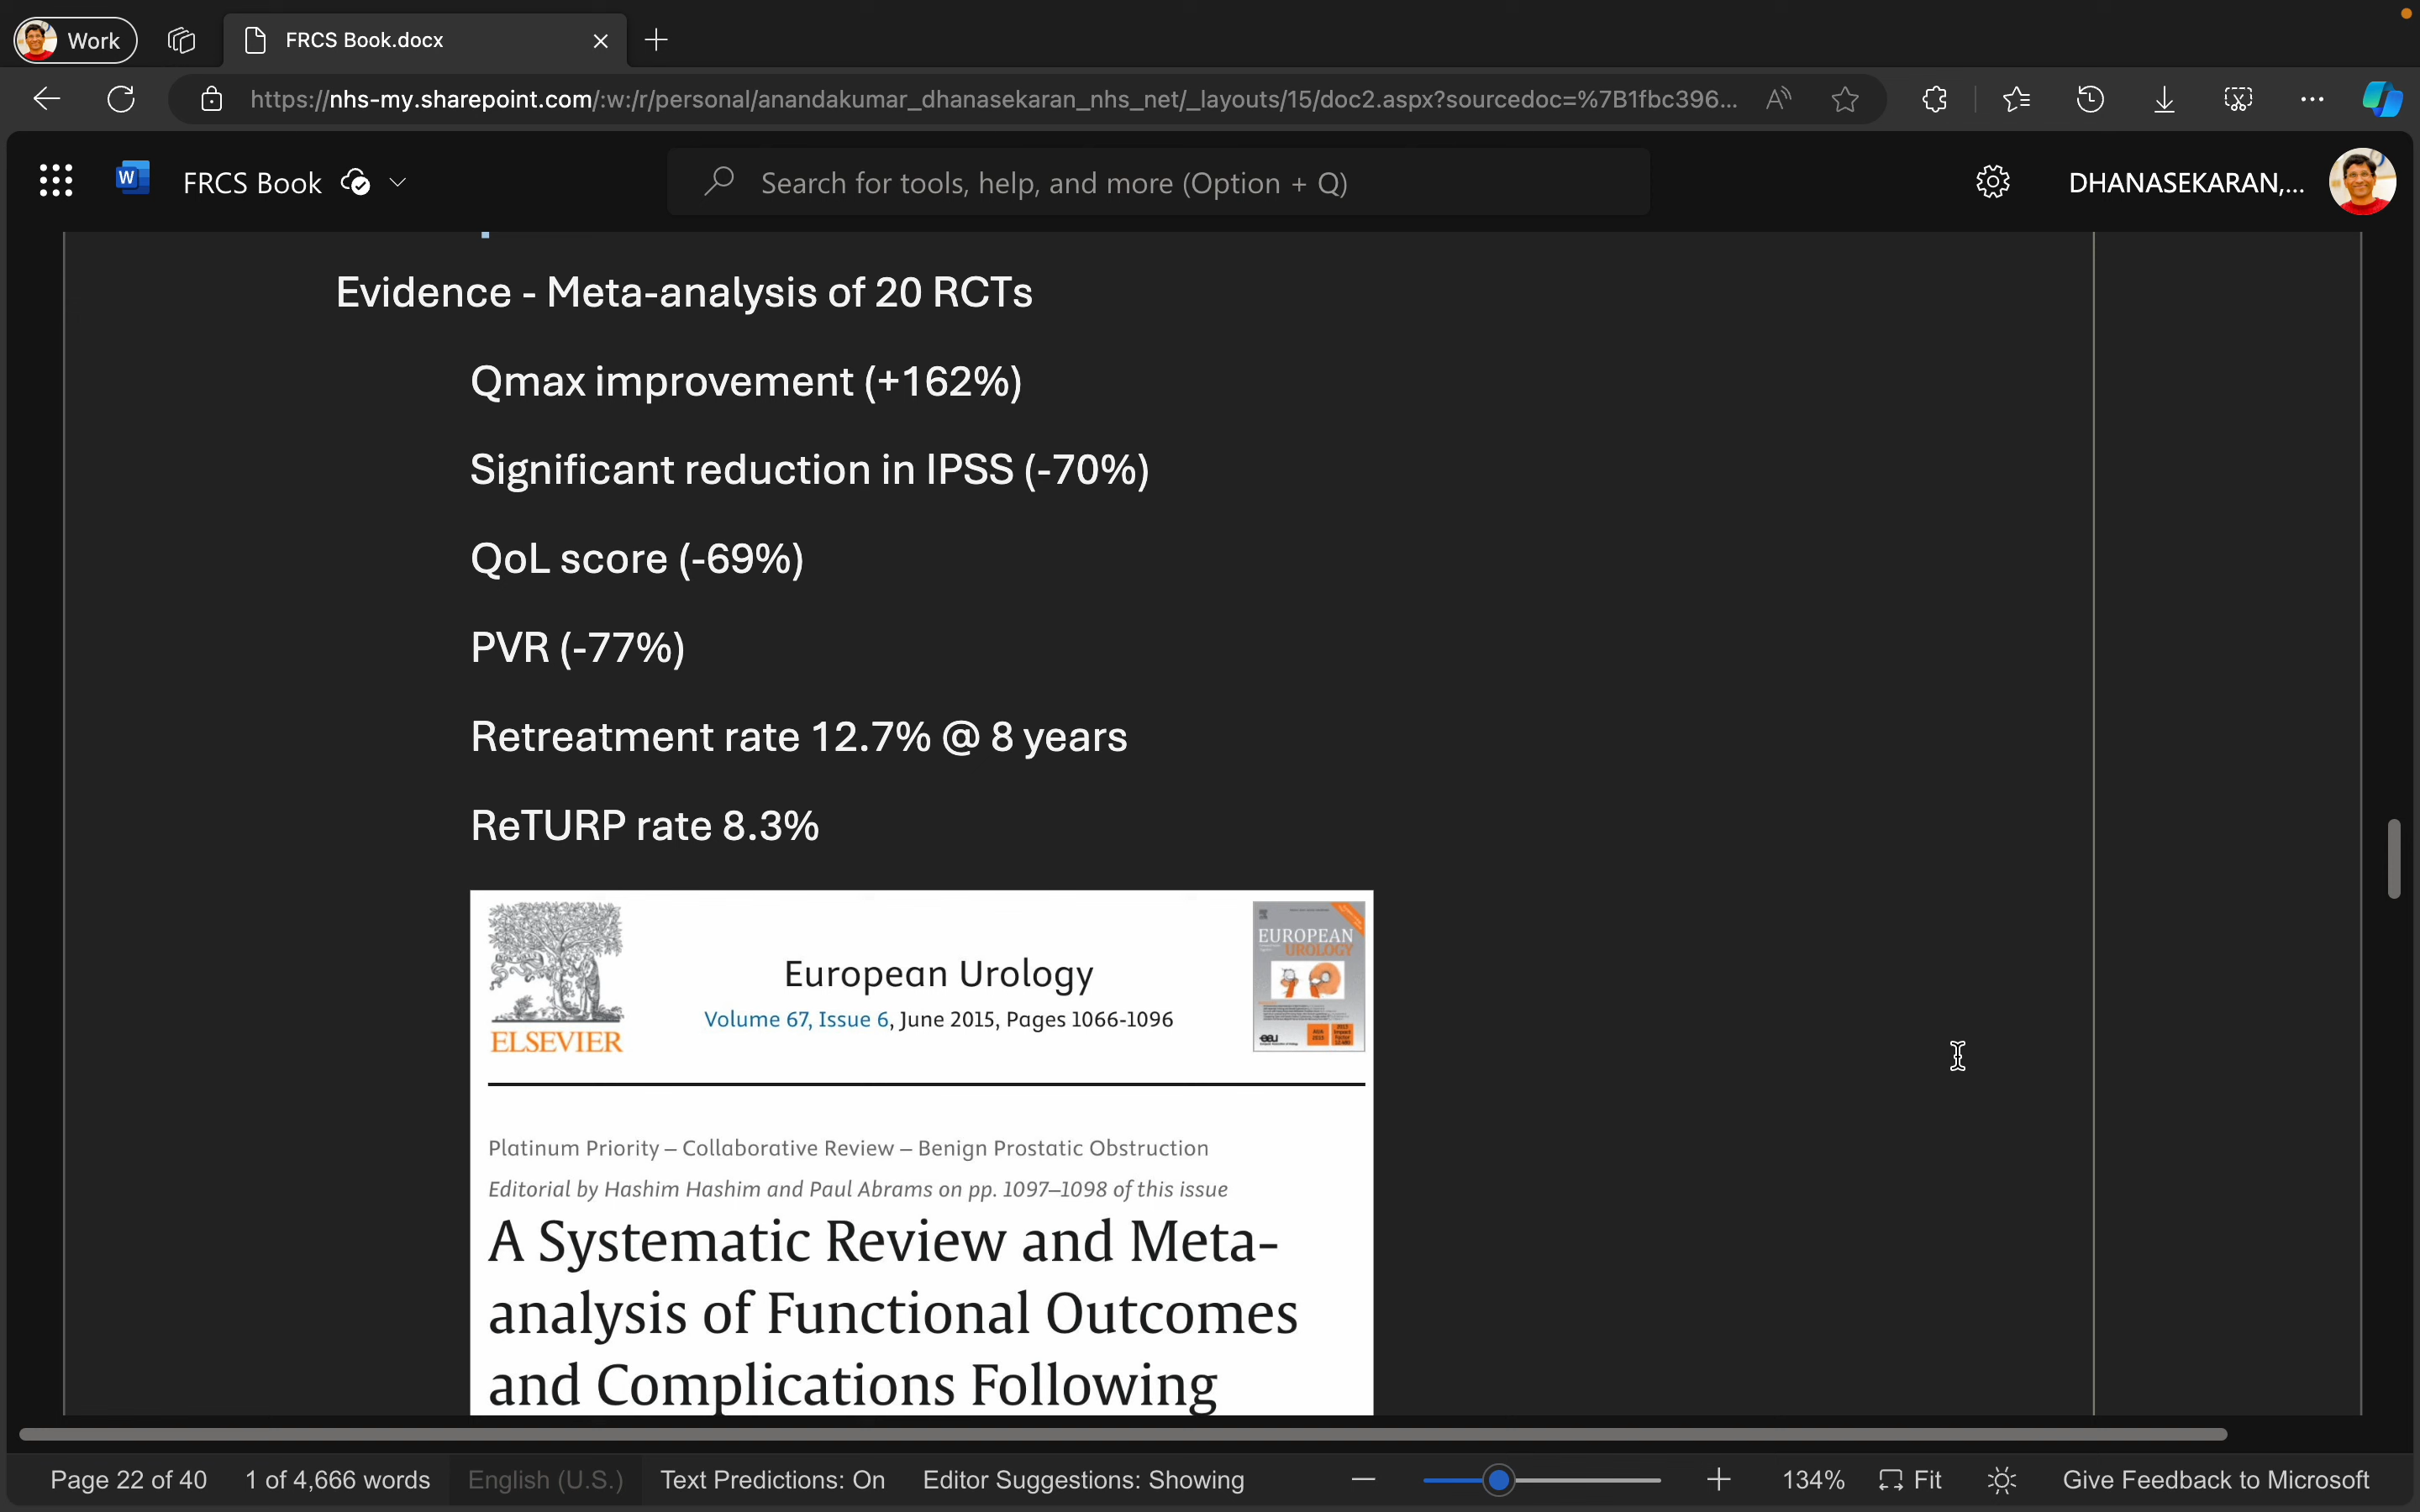 Work
FRCS Book.docx
https://nhs-my.sharepoint.com/:w:/r/personal/anandakumar_dhanasekaran_nhs_net/_layouts/15/doc2.aspx?sourcedoc=%7B1fbc396...
FRCS Book
Search for tools, help, and more (Option + Q)
DHANASEKARAN,...
Evidence - Meta-analysis of 20 RCTs
Qmax improvement (+162%)
Significant reduction in IPSS (-70%)
QoL score (-69%)
PVR (-77%)
Retreatment rate 12.7% @ 8 years
ReTURP rate 8.3%
ELSEVIER
European Urology
Volume 67, Issue 6, June 2015, Pages 1066-1096
EUROPEAN
UROLOGY
Platinum Priority – Collaborative Review – Benign Prostatic Obstruction
Editorial by Hashim Hashim and Paul Abrams on pp. 1097–1098 of this issue
A Systematic Review and Meta-
analysis of Functional Outcomes
and Complications Following
Page 22 of 40 1 of 4,666 words English (U.S.) Text Predictions: On Editor Suggestions: Showing 134% Fit Give Feedback to Microsoft